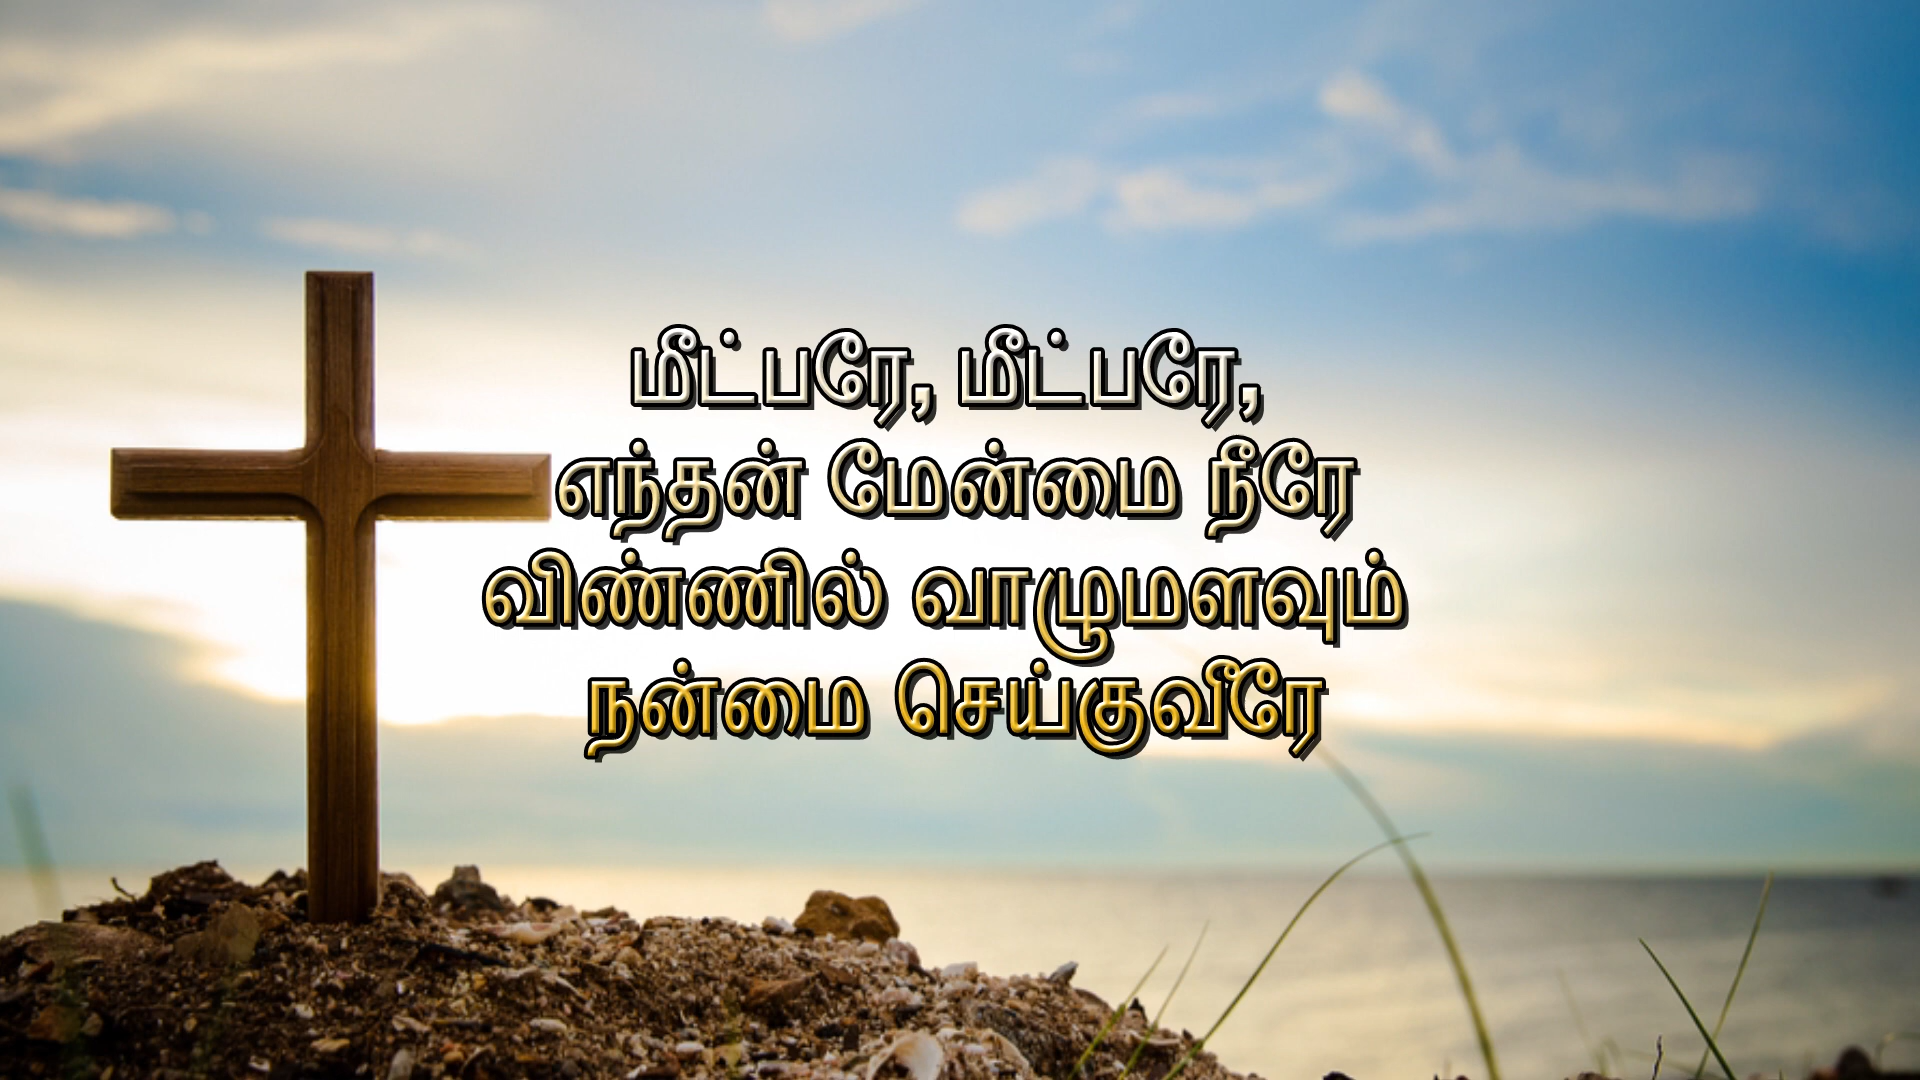 மீட்பரே, மீட்பரே,
எந்தன் மேன்மை நீரே
விண்ணில் வாழுமளவும்
நன்மை செய்குவீரே